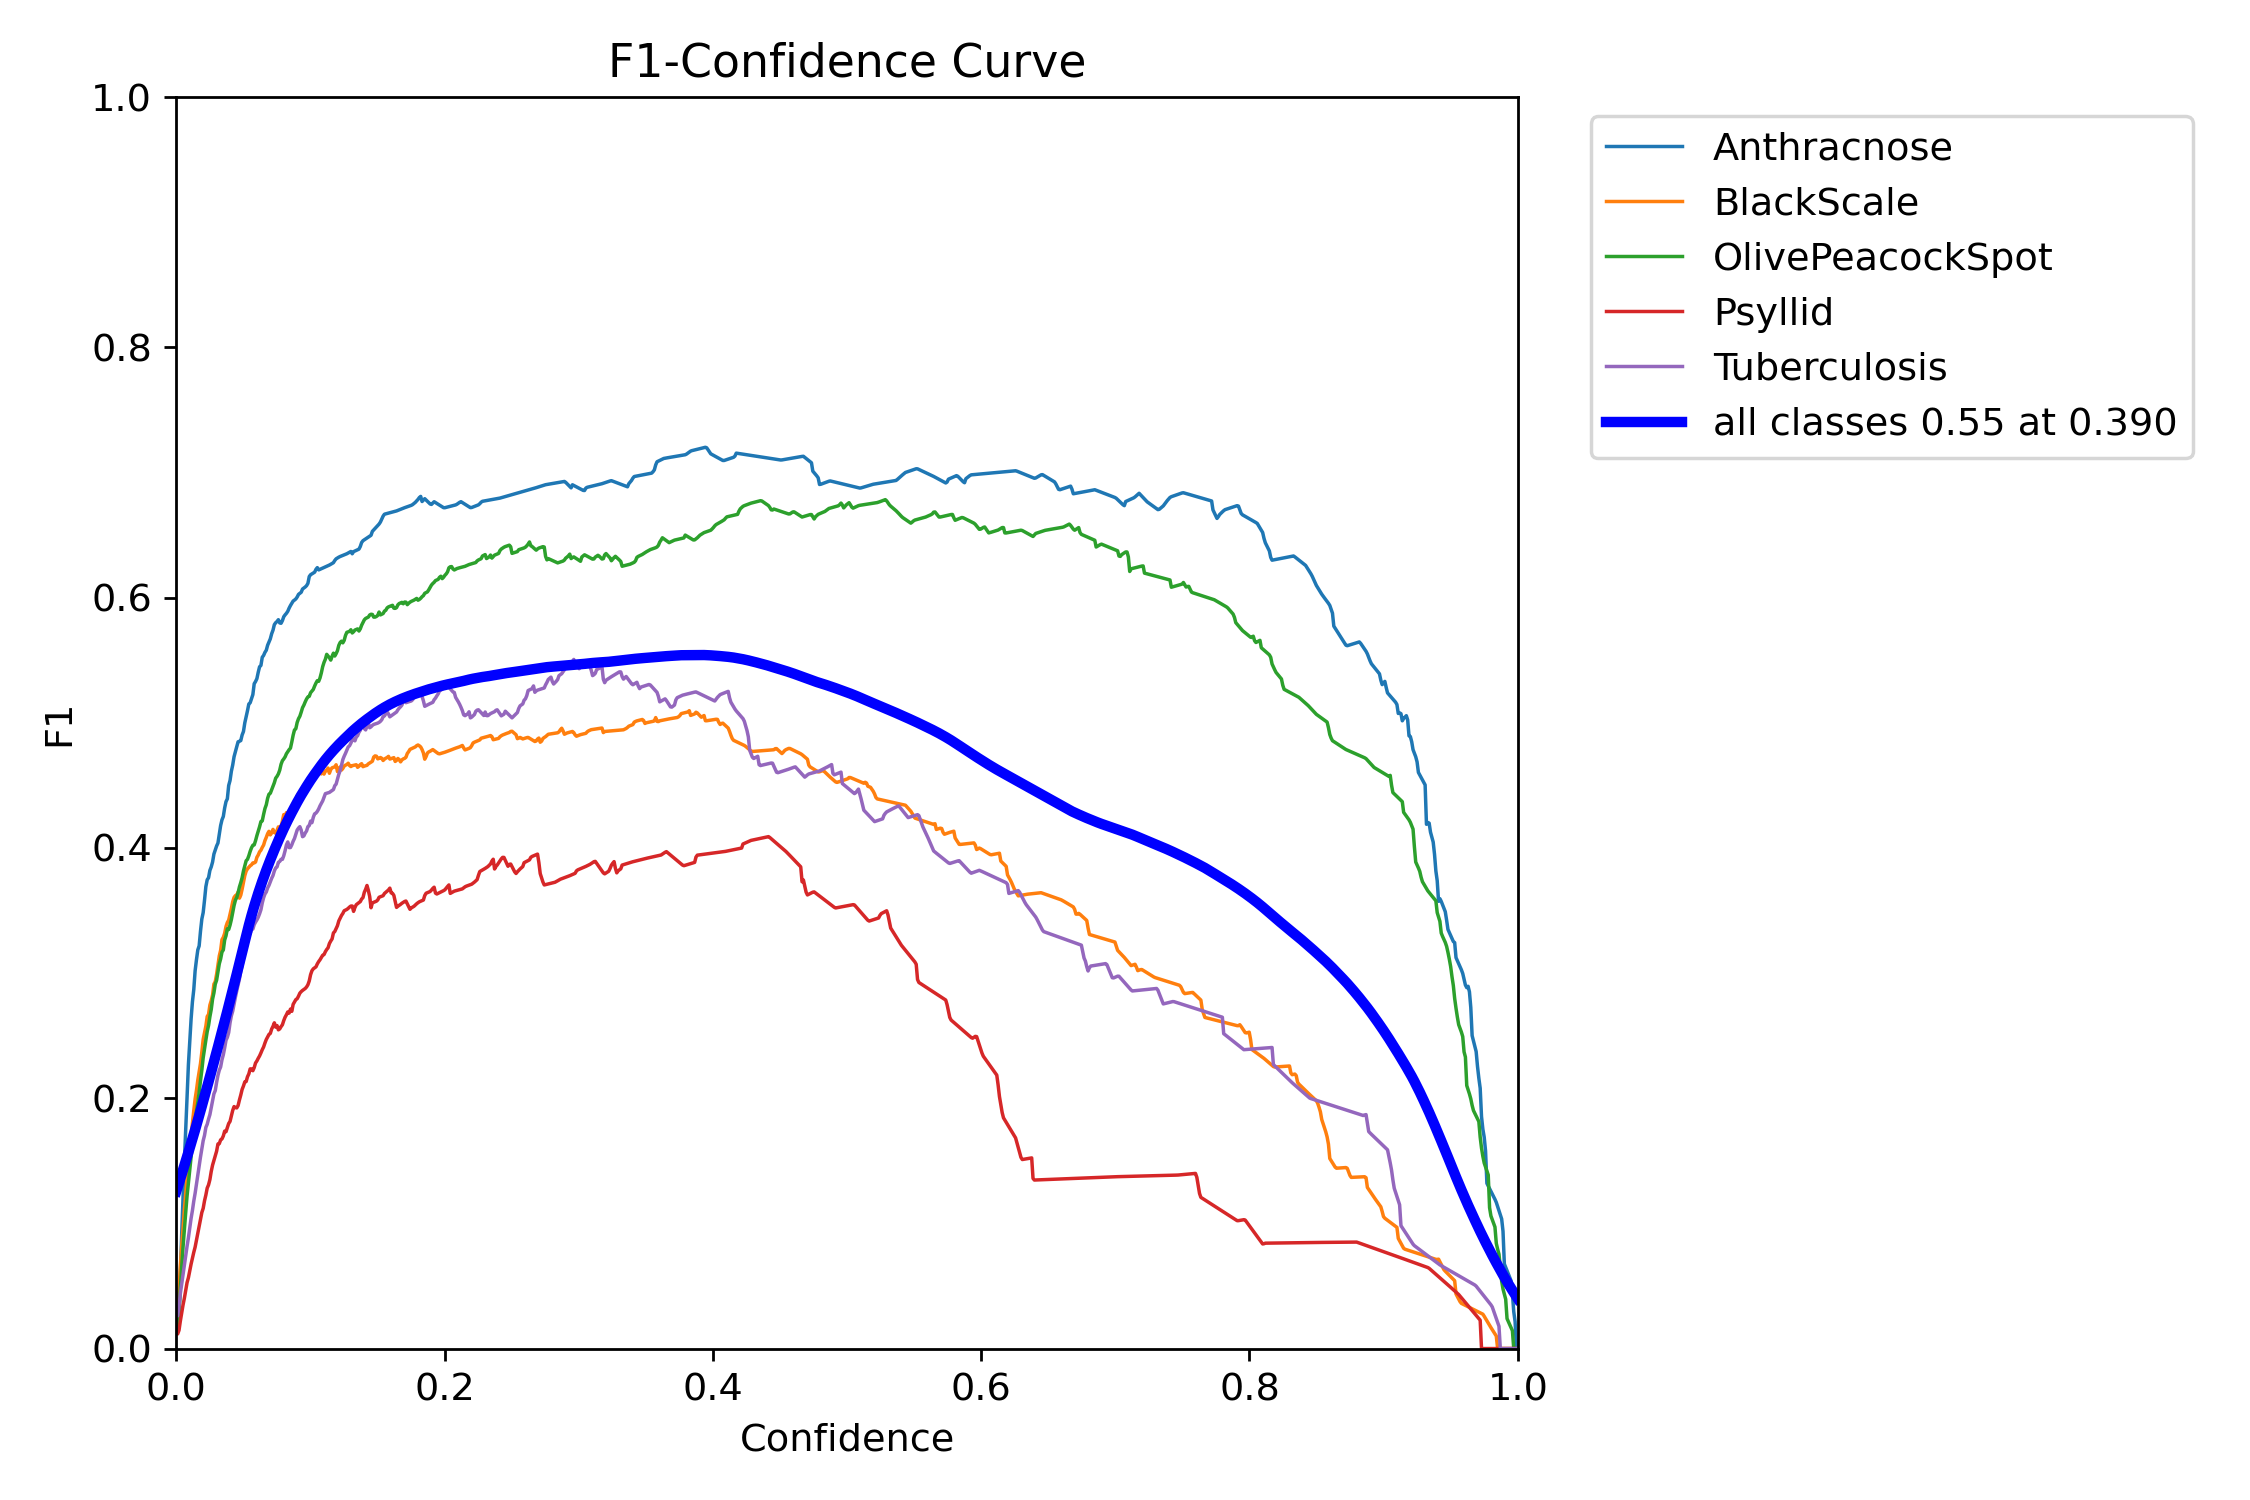 F1-Confidence Curve
1.0
0.8
0.6
0.4
0.2
0.0
F1
0.0 0.2 0.4 0.6 0.8 1.0
Confidence
Anthracnose
BlackScale
OlivePeacockSpot
Psyllid
Tuberculosis
all classes 0.55 at 0.390